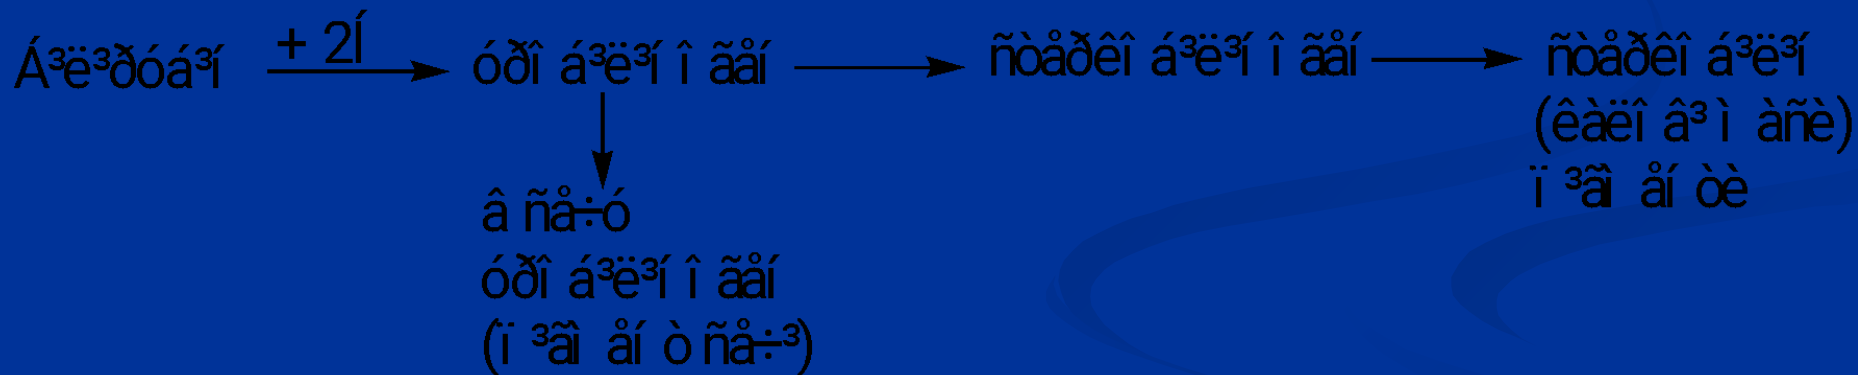 Á³ë³ðóá³í + 2Í óðî á³ë³í î ãåí ñòåðêî á³ë³í î ãåí ñòåðêî á³ë³í
(êàëî â³ ì àñè)
ï ³ãì åí òè
â ñå÷ó
óðî á³ë³í î ãåí
(ï ³ãì åí ò ñå÷³)